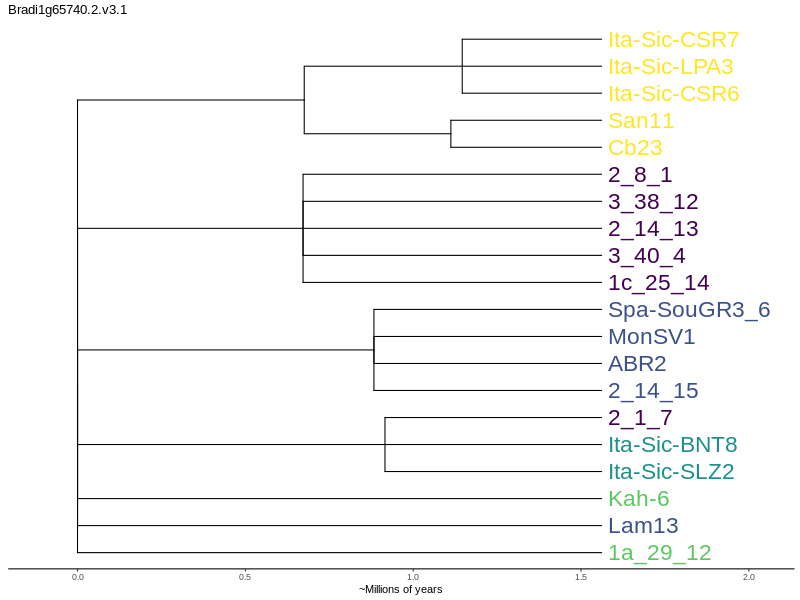 Bradi1g65740.2.v3.1
Ita-Sic-CSR7
Ita-Sic-LPA3
Ita-Sic-CSR6
San11
Cb23
2_8_1
3_38_12
2_14_13
3_40_4
1c_25_14
Spa-SouGR3_6
MonSV1
ABR2
2_14_15
2_1_7
Ita-Sic-BNT8
Ita-Sic-SLZ2
Kah-6
Lam13
1a_29_12
0.0 0.5 1.0 1.5 2.0
~Millions of years